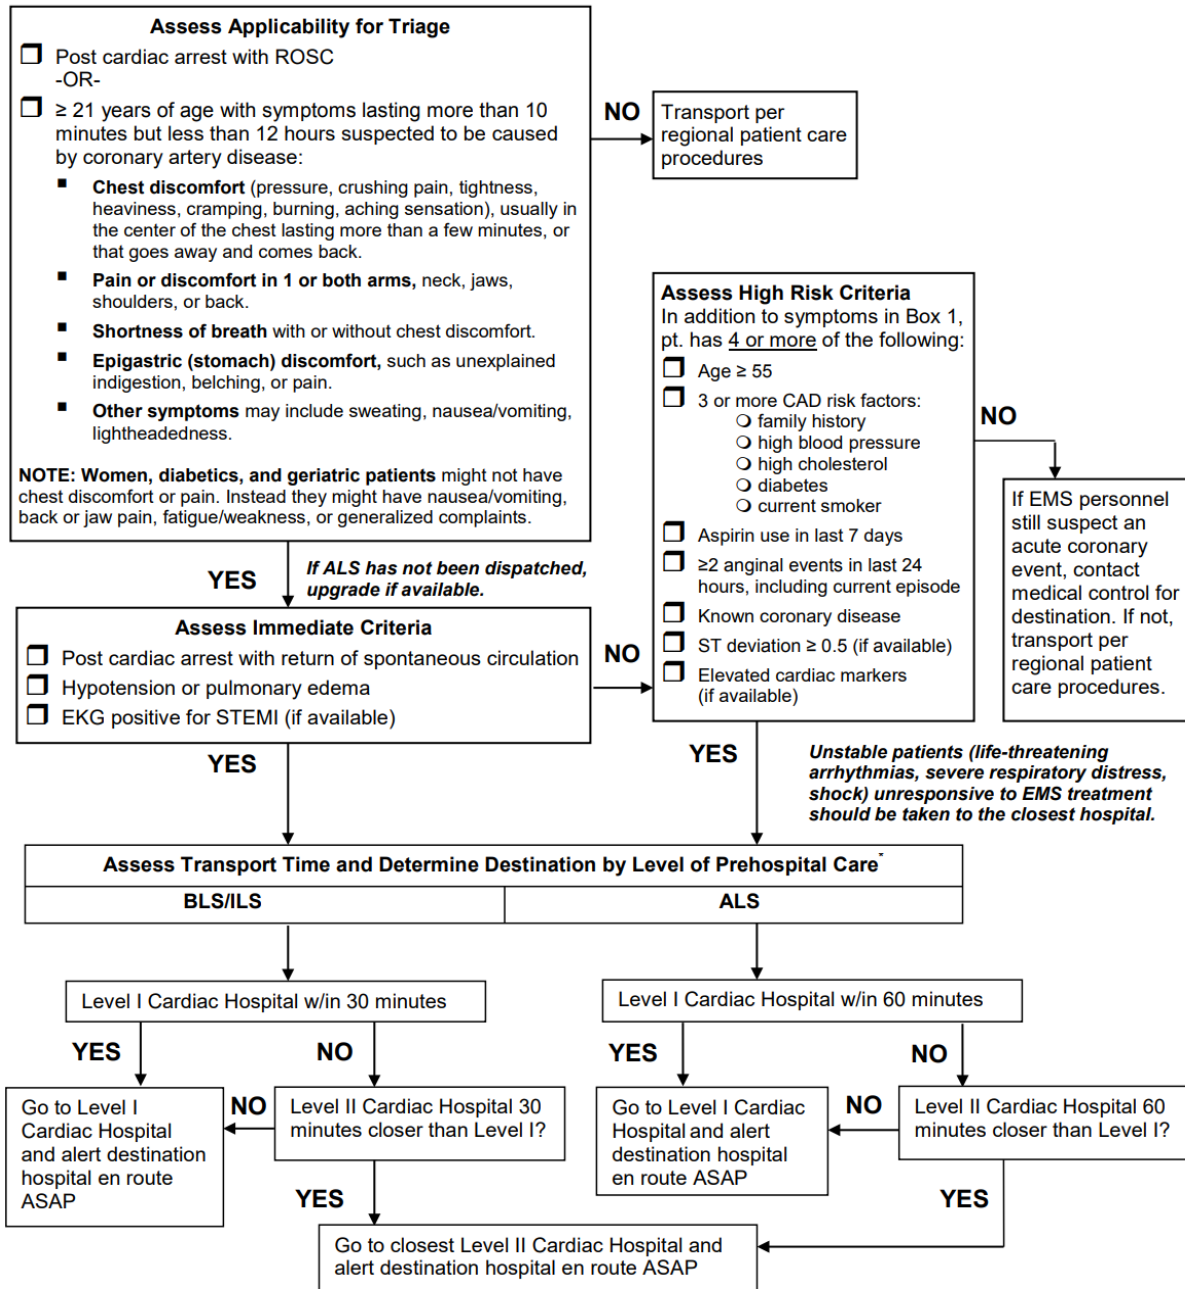 Assess Applicability for Triage
Post cardiac arrest with ROSC
-OR-
≥ 21 years of age with symptoms lasting more than 10
minutes but less than 12 hours suspected to be caused
by coronary artery disease:
Chest discomfort (pressure, crushing pain, tightness,
heaviness, cramping, burning, aching sensation), usually in
the center of the chest lasting more than a few minutes, or
that goes away and comes back.
Pain or discomfort in 1 or both arms, neck, jaws,
shoulders, or back.
Shortness of breath with or without chest discomfort.
Epigastric (stomach) discomfort, such as unexplained
indigestion, belching, or pain.
Other symptoms may include sweating, nausea/vomiting,
lightheadedness.
NOTE: Women, diabetics, and geriatric patients might not have
chest discomfort or pain. Instead they might have nausea/vomiting,
back or jaw pain, fatigue/weakness, or generalized complaints.
NO
Transport per
regional patient care
procedures
YES
If ALS has not been dispatched,
upgrade if available.
Assess Immediate Criteria
Post cardiac arrest with return of spontaneous circulation
Hypotension or pulmonary edema
EKG positive for STEMI (if available)
NO
Assess High Risk Criteria
In addition to symptoms in Box 1,
pt. has 4 or more of the following:
Age ≥ 55
3 or more CAD risk factors:
family history
high blood pressure
high cholesterol
diabetes
current smoker
Aspirin use in last 7 days
≥2 anginal events in last 24
hours, including current episode
Known coronary disease
ST deviation ≥ 0.5 (if available)
Elevated cardiac markers
(if available)
NO
If EMS personnel
still suspect an
acute coronary
event, contact
medical control for
destination. If not,
transport per
regional patient
care procedures.
YES
YES
Unstable patients (life-threatening
arrhythmias, severe respiratory distress,
shock) unresponsive to EMS treatment
should be taken to the closest hospital.
Assess Transport Time and Determine Destination by Level of Prehospital Care*
BLS/ILS
ALS
Level I Cardiac Hospital w/in 30 minutes
Level I Cardiac Hospital w/in 60 minutes
YES
NO
YES
NO
Go to Level I
Cardiac Hospital
and alert destination
hospital en route
ASAP
NO
Level II Cardiac Hospital 30
minutes closer than Level I?
Go to Level I Cardiac
Hospital and alert
destination hospital
en route ASAP
NO
Level II Cardiac Hospital 60
minutes closer than Level I?
YES
YES
Go to closest Level II Cardiac Hospital and
alert destination hospital en route ASAP